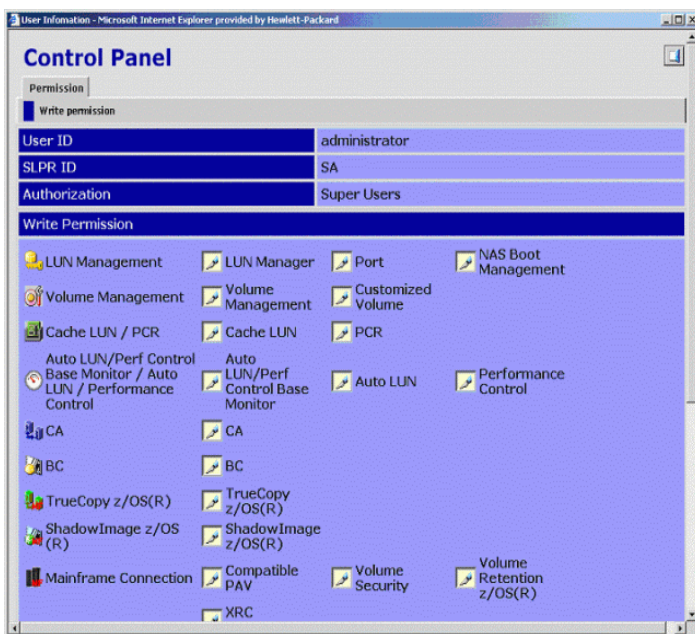 User Infomation - Microsoft Internet Explorer provided by Hewlett-Packard
Control Panel
Permission
Write permission
User ID administrator
SLPR ID SA
Authorization Super Users
Write Permission
LUN Management LUN Manager Port NAS Boot
Management
Volume Management Volume
Management Customized
Volume
Cache LUN / PCR Cache LUN PCR
Auto LUN/Perf Control
Base Monitor / Auto
LUN / Performance
Control
Auto
LUN/Perf
Control Base
Monitor
Auto LUN
Performance
Control
CA CA
BC BC
TrueCopy z/OS(R) TrueCopy
z/OS(R)
ShadowImage z/OS
(R)
ShadowImage
z/OS(R)
Mainframe Connection
Compatible
PAV
Volume
Security
Volume
Retention
z/OS(R)
XRC